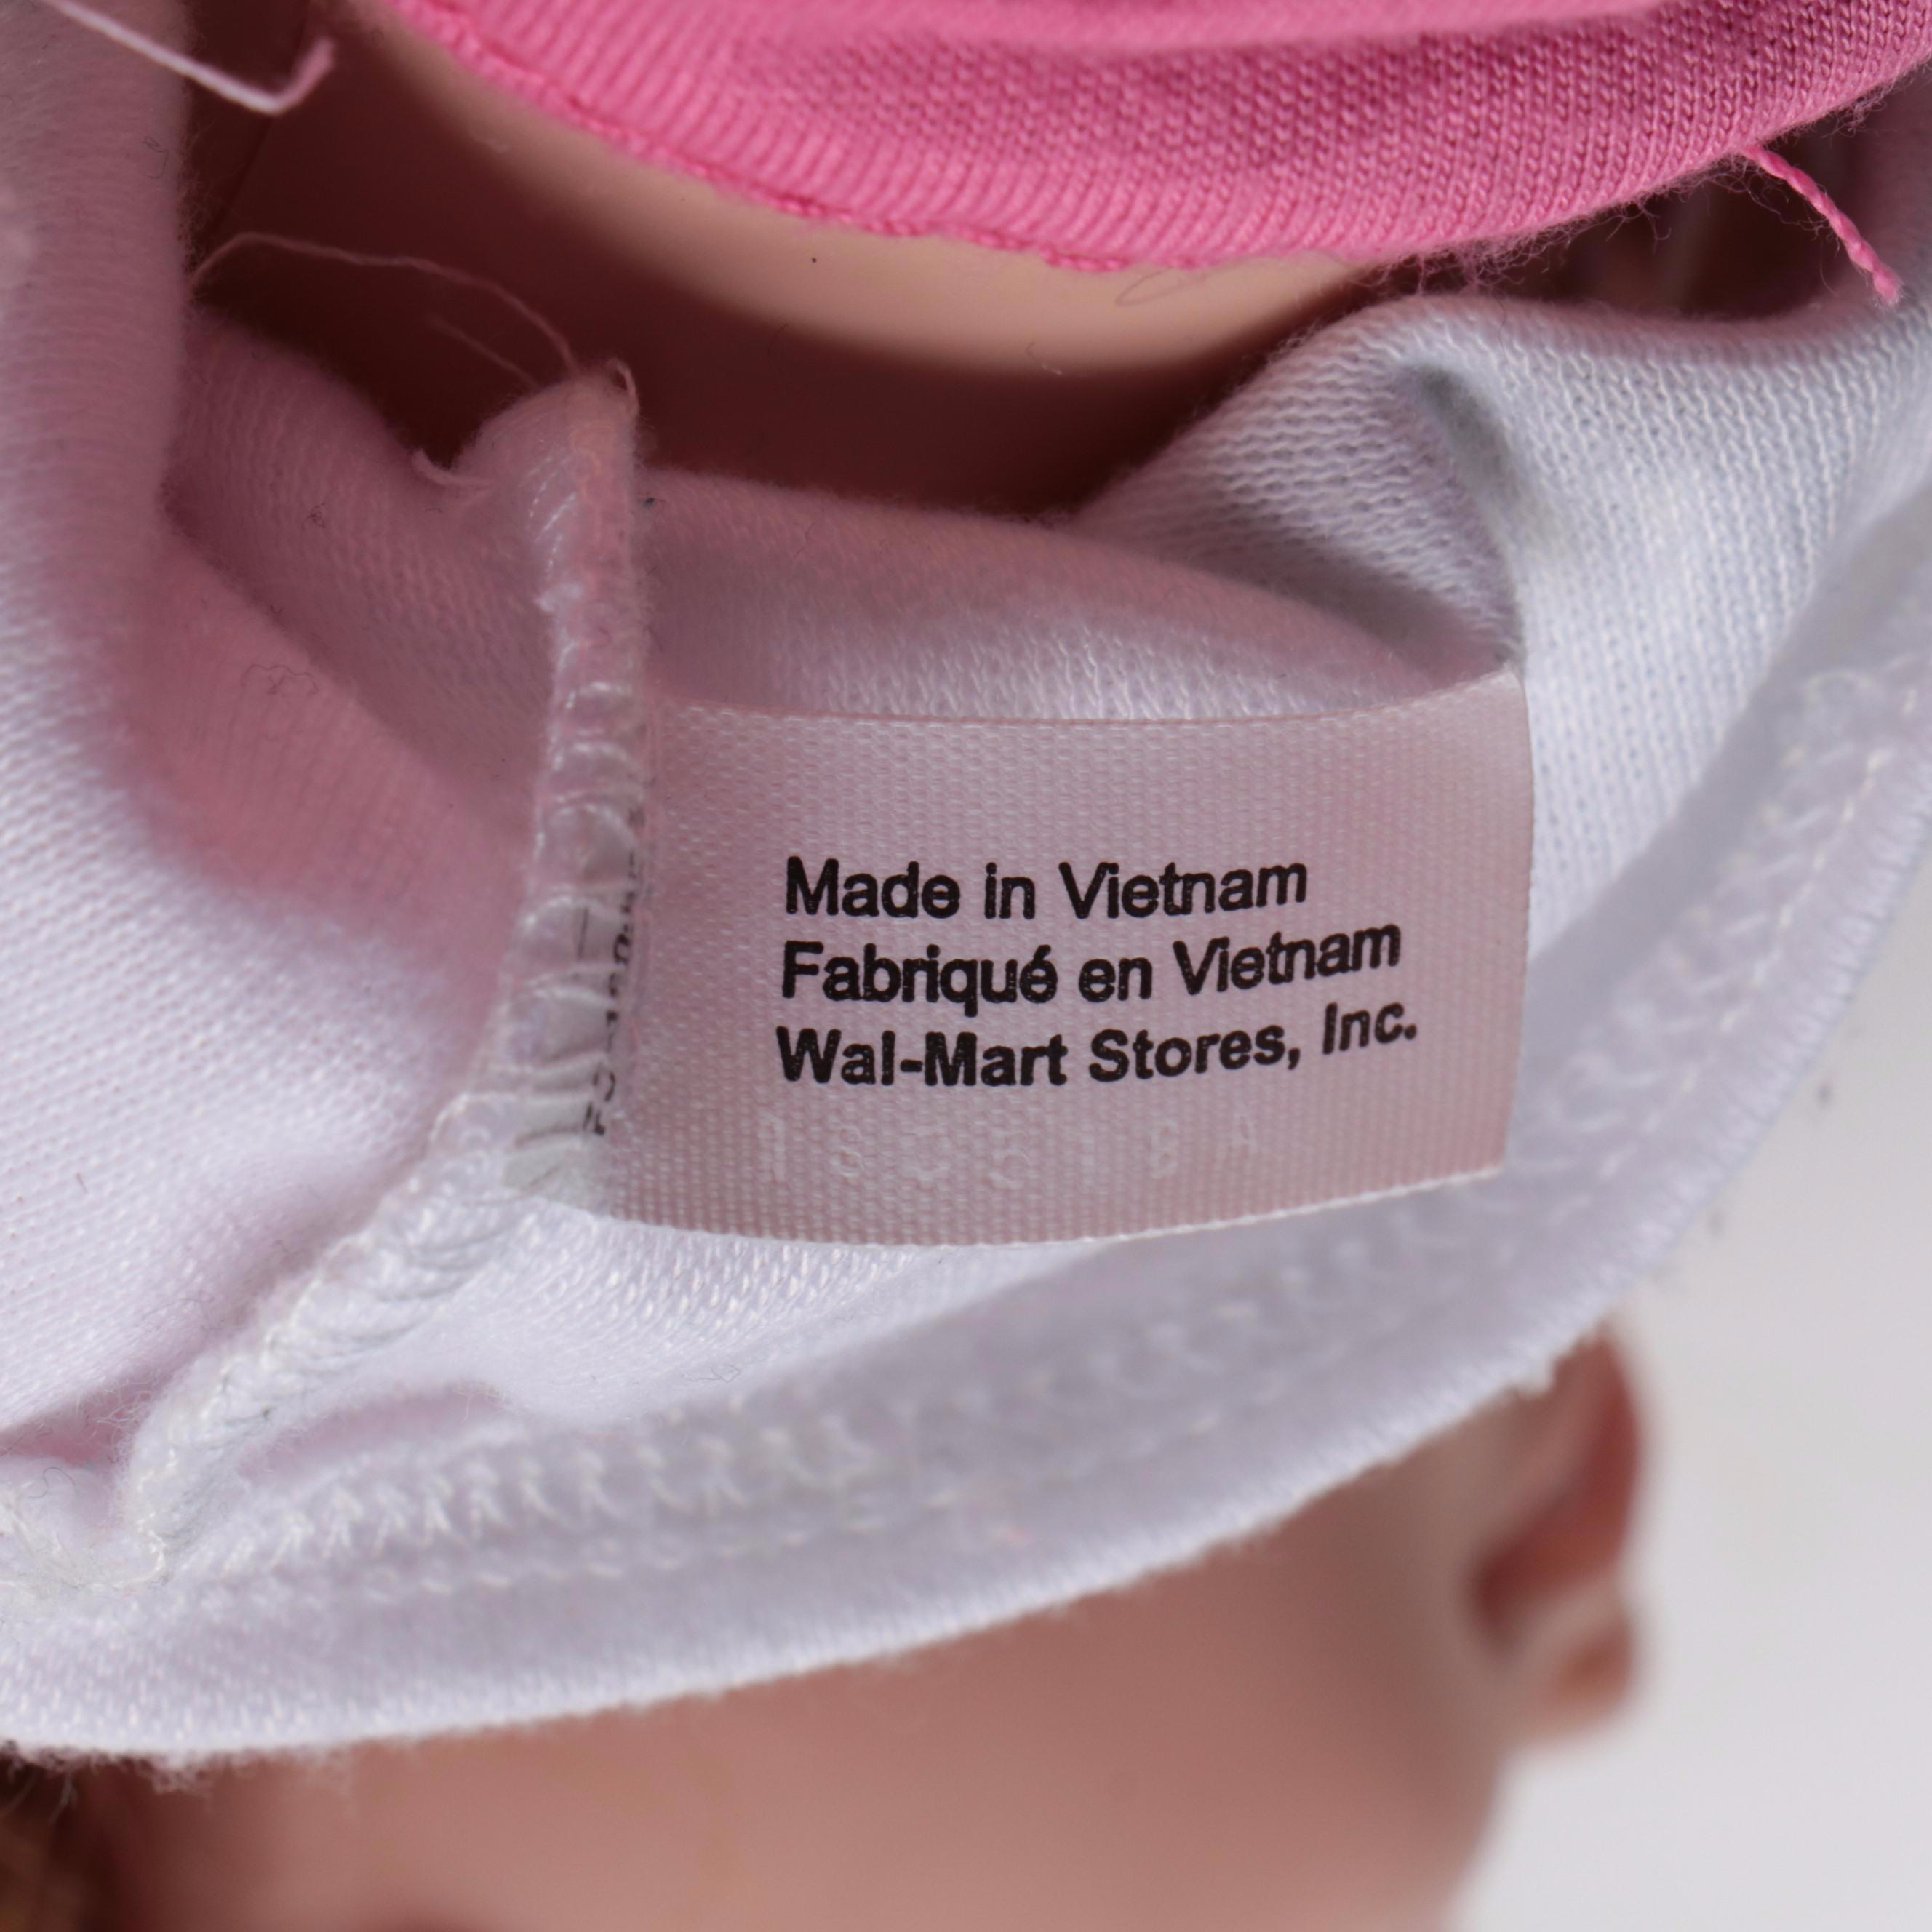 Made in Vietnam
Fabriqué en Vietnam
Wal-Mart Stores, Inc.